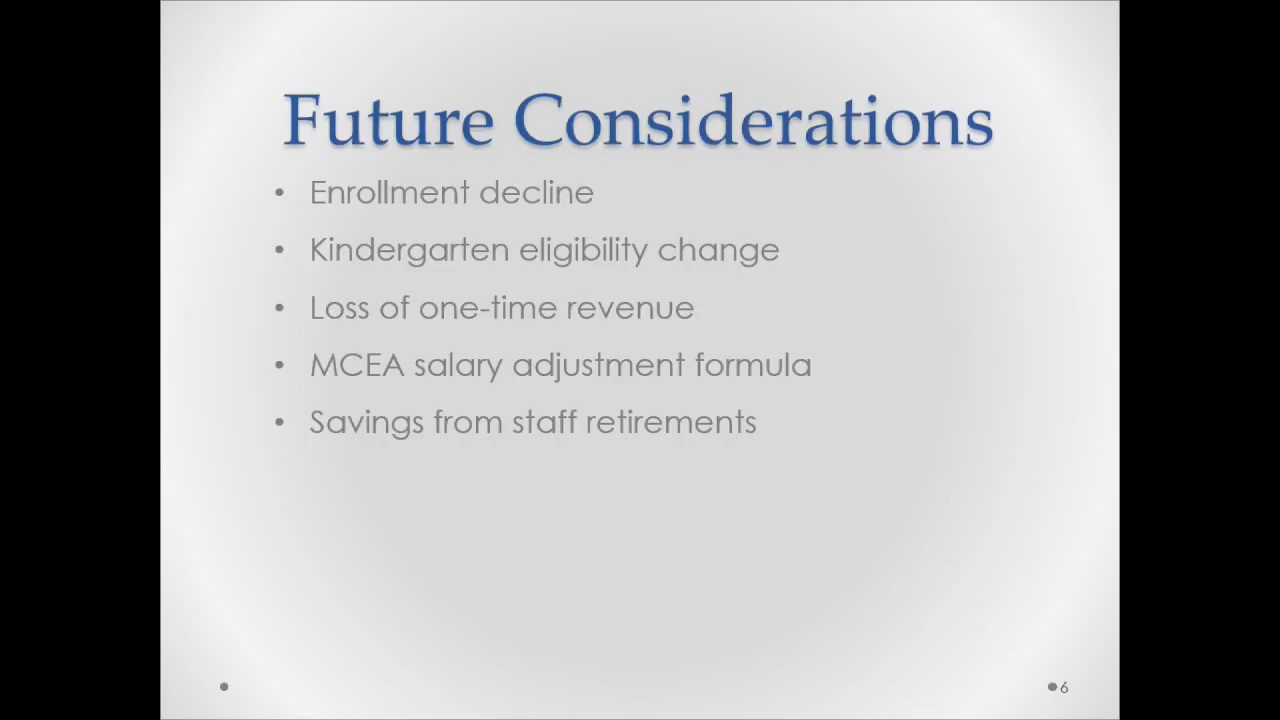 Future Considerations
• Enrollment decline
• Kindergarten eligibility change
• Loss of one-time revenue
• MCEA salary adjustment formula
• Savings from staff retirements
6